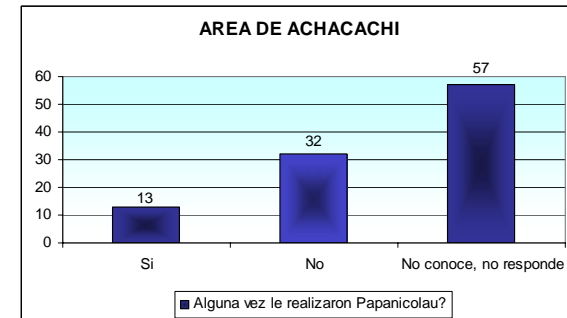 AREA DE ACHACACHI
60
50
40
30
20
10
0
13
32
57
Si
No
No conoce, no responde
Alguna vez le realizaron Papanicolau?